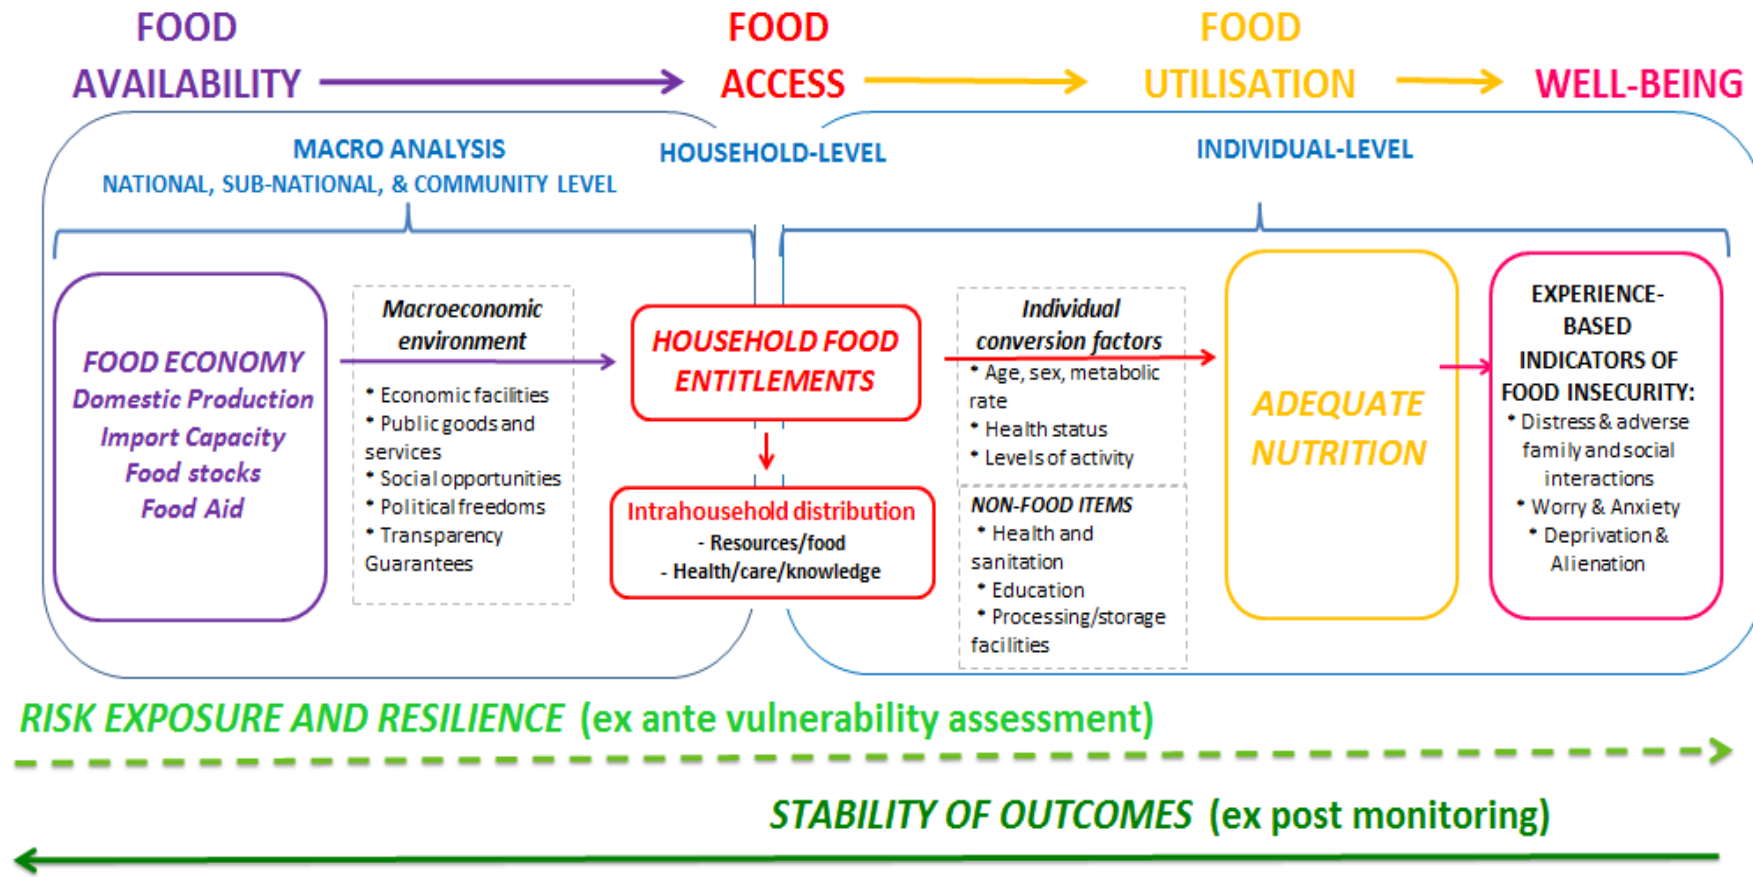 FOOD
AVAILABILITY
FOOD
ACCESS
FOOD
UTILISATION
WELL-BEING
MACRO ANALYSIS
NATIONAL, SUB-NATIONAL, & COMMUNITY LEVEL
HOUSEHOLD-LEVEL
INDIVIDUAL-LEVEL
FOOD ECONOMY
Domestic Production
Import Capacity
Food stocks
Food Aid
Macroeconomic
environment
* Economic facilities
* Public goods and
services
* Social opportunities
* Political freedoms
* Transparency
Guarantees
HOUSEHOLD FOOD
ENTITLEMENTS
Intrahousehold distribution
- Resources/food
- Health/care/knowledge
Individual
conversion factors
* Age, sex, metabolic
rate
* Health status
* Levels of activity
NON-FOOD ITEMS
* Health and
sanitation
* Education
* Processing/storage
facilities
ADEQUATE
NUTRITION
EXPERIENCE-
BASED
INDICATORS OF
FOOD INSECURITY:
* Distress & adverse
family and social
interactions
* Worry & Anxiety
* Deprivation &
Alienation
RISK EXPOSURE AND RESILIENCE (ex ante vulnerability assessment)
STABILITY OF OUTCOMES (ex post monitoring)